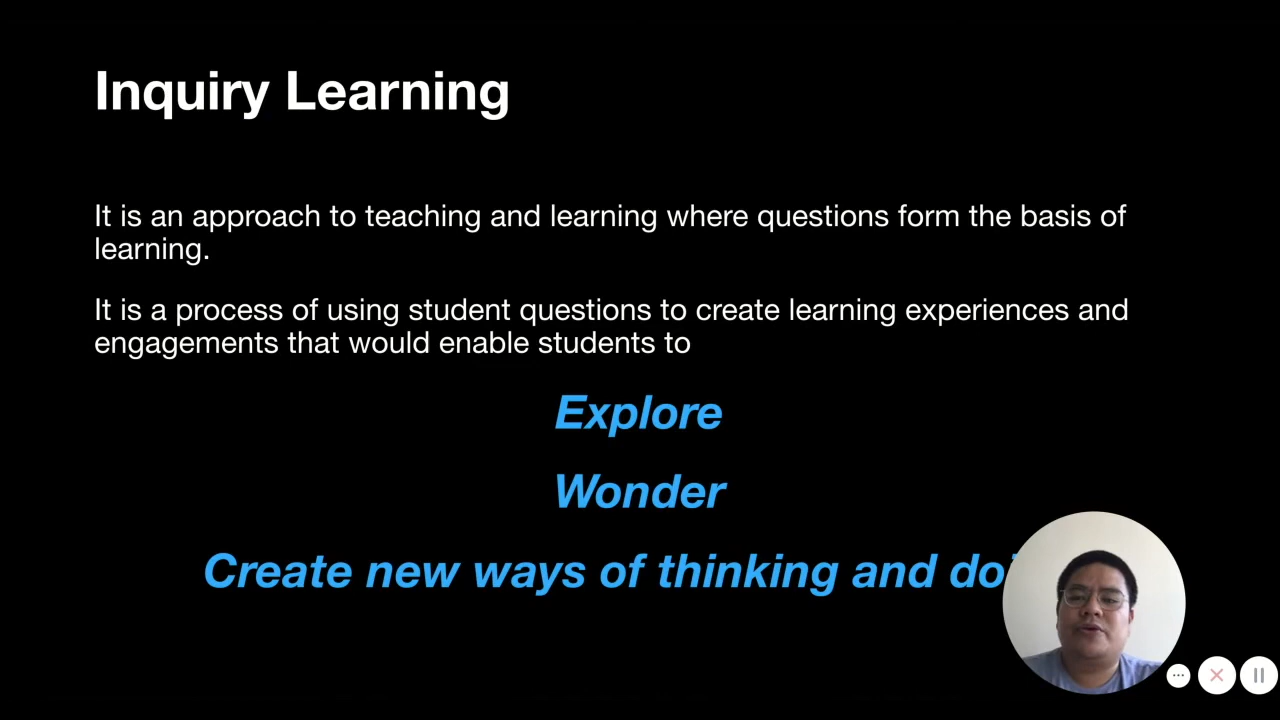 Inquiry Learning
It is an approach to teaching and learning where questions form the basis of
learning.
It is a process of using student questions to create learning experiences and
engagements that would enable students to
Explore
Wonder
Create new ways of thinking and